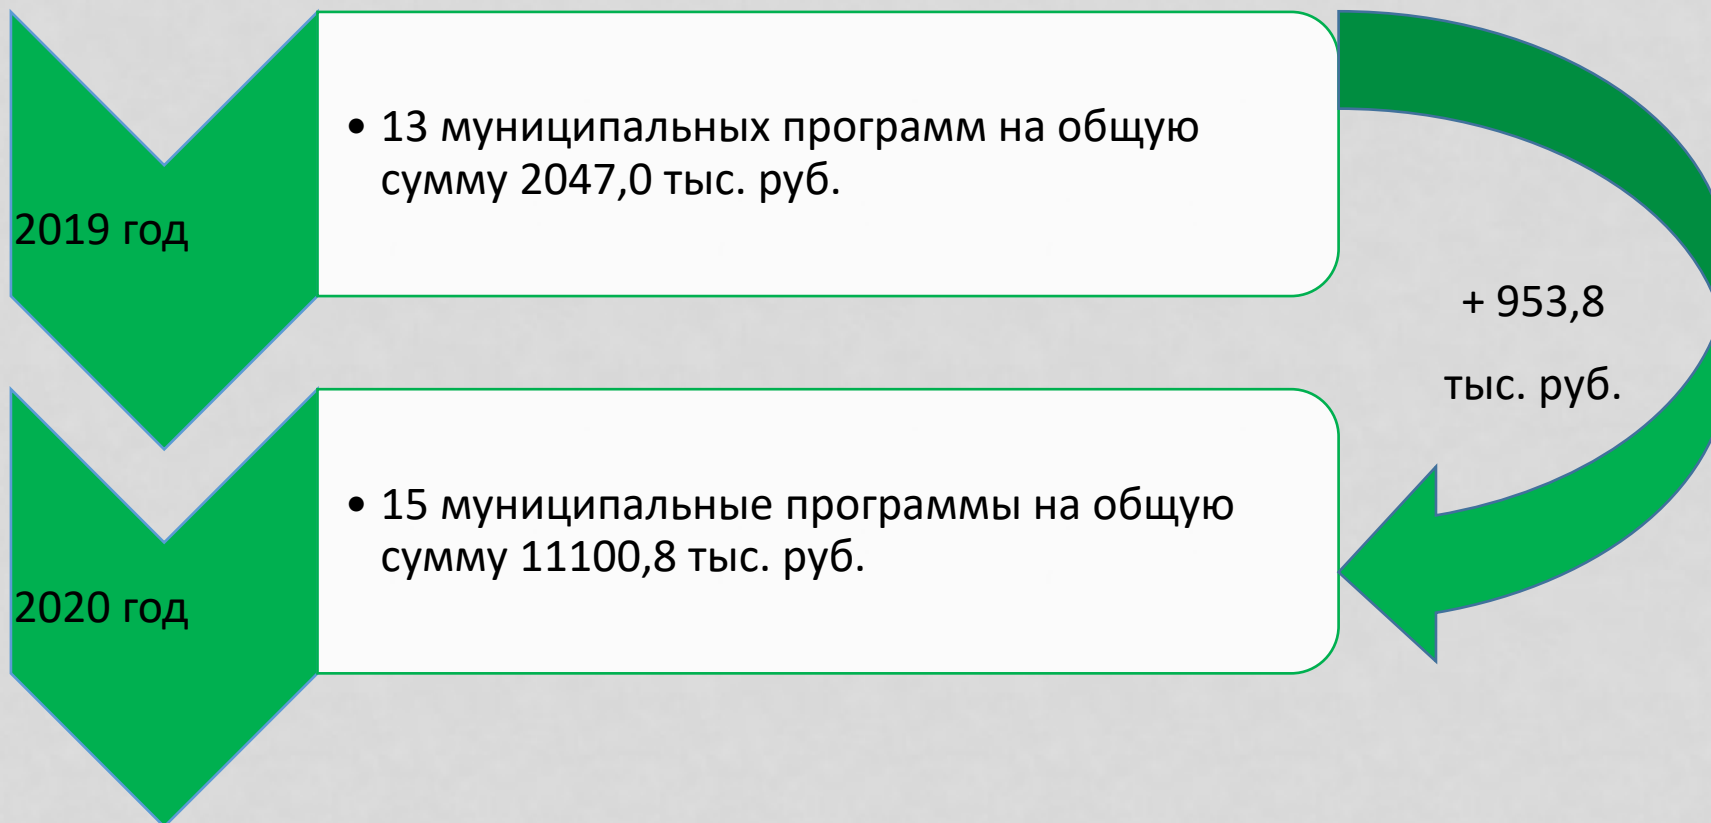 2019 год
• 13 муниципальных программ на общую
сумму 2047,0 тыс. руб.
+ 953,8
тыс. руб.
2020 год
• 15 муниципальные программы на общую
сумму 11100,8 тыс. руб.